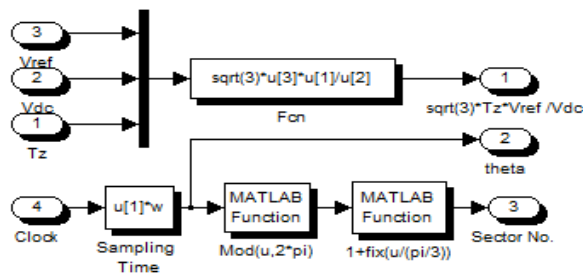 3
Vref
2
Vdc
1
Tz
sqrt(3)*u[3]*u[1]/u[2]
Fcn
1
sqrt(3)*Tz*Vref /Vdc
2
theta
4
Clock
u[1]*w
Sampling
Time
MATLAB
Function
Mod(u,2*pi)
MATLAB
Function
1+fix(u/(pi/3))
3
Sector No.